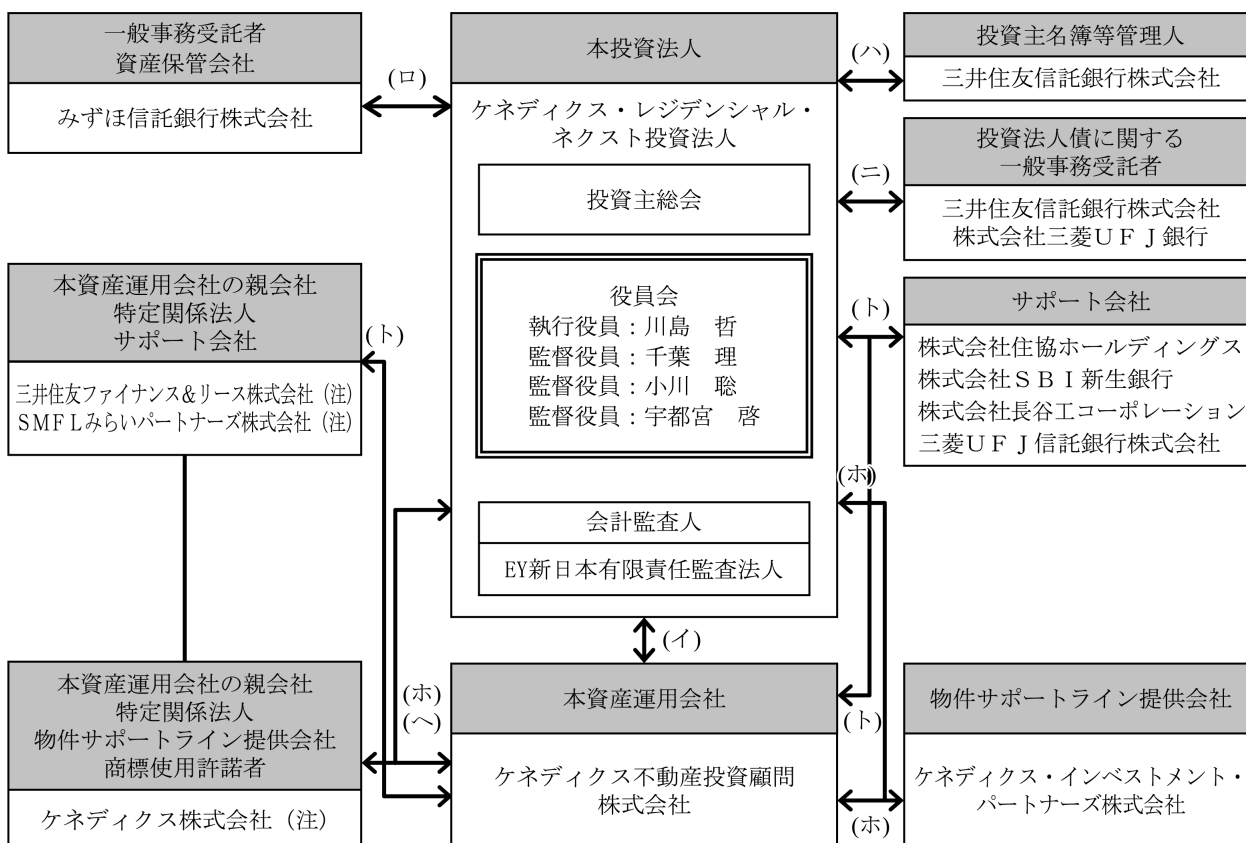 一般事務受託者
資産保管会社
みずほ信託銀行株式会社
(ロ)
本投資法人
ケネディクス・レジデンシャル・
ネクスト投資法人
投資主総会
役員会
執行役員：川島　哲
監督役員：千葉　理
監督役員：小川　聡
監督役員：宇都宮　啓
会計監査人
EY新日本有限責任監査法人
(ハ)
投資主名簿等管理人
三井住友信託銀行株式会社
(ニ)
投資法人債に関する
一般事務受託者
三井住友信託銀行株式会社
株式会社三菱ＵＦＪ銀行
(ト)
サポート会社
株式会社住協ホールディングス
株式会社ＳＢＩ新生銀行
株式会社長谷工コーポレーション
三菱ＵＦＪ信託銀行株式会社
(ホ)
本資産運用会社の親会社
特定関係法人
サポート会社
三井住友ファイナンス＆リース株式会社（注）
ＳＭＦＬみらいパートナーズ株式会社（注）
(ト)
(イ)
本資産運用会社の親会社
特定関係法人
物件サポートライン提供会社
商標使用許諾者
ケネディクス株式会社（注）
(ホ)
(ヘ)
本資産運用会社
ケネディクス不動産投資顧問
株式会社
(ト)
(ホ)
物件サポートライン提供会社
ケネディクス・インベストメント・
パートナーズ株式会社